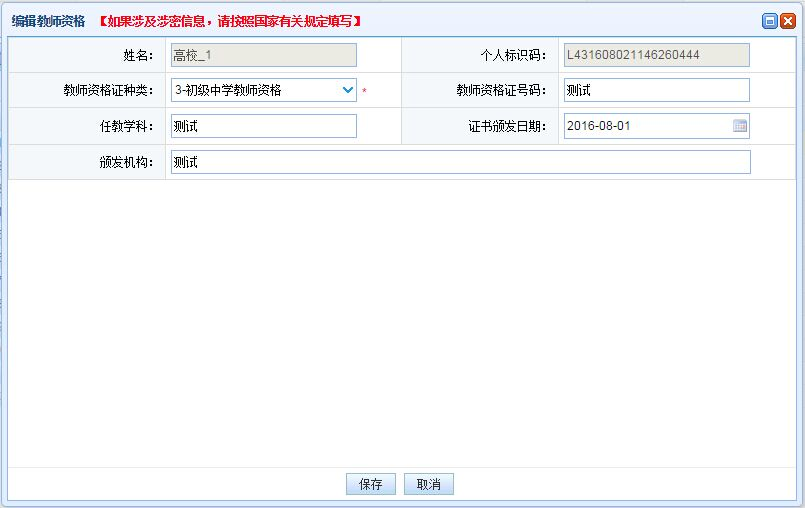 编辑教师资格 【如果涉及涉密信息，请按照国家有关规定填写】
姓名： 高校_1 个人标识码： L431608021146260444
教师资格证种类： 3-初级中学教师资格 * 教师资格证号码： 测试
任教学科： 测试 证书颁发日期： 2016-08-01
颁发机构： 测试
保存 取消